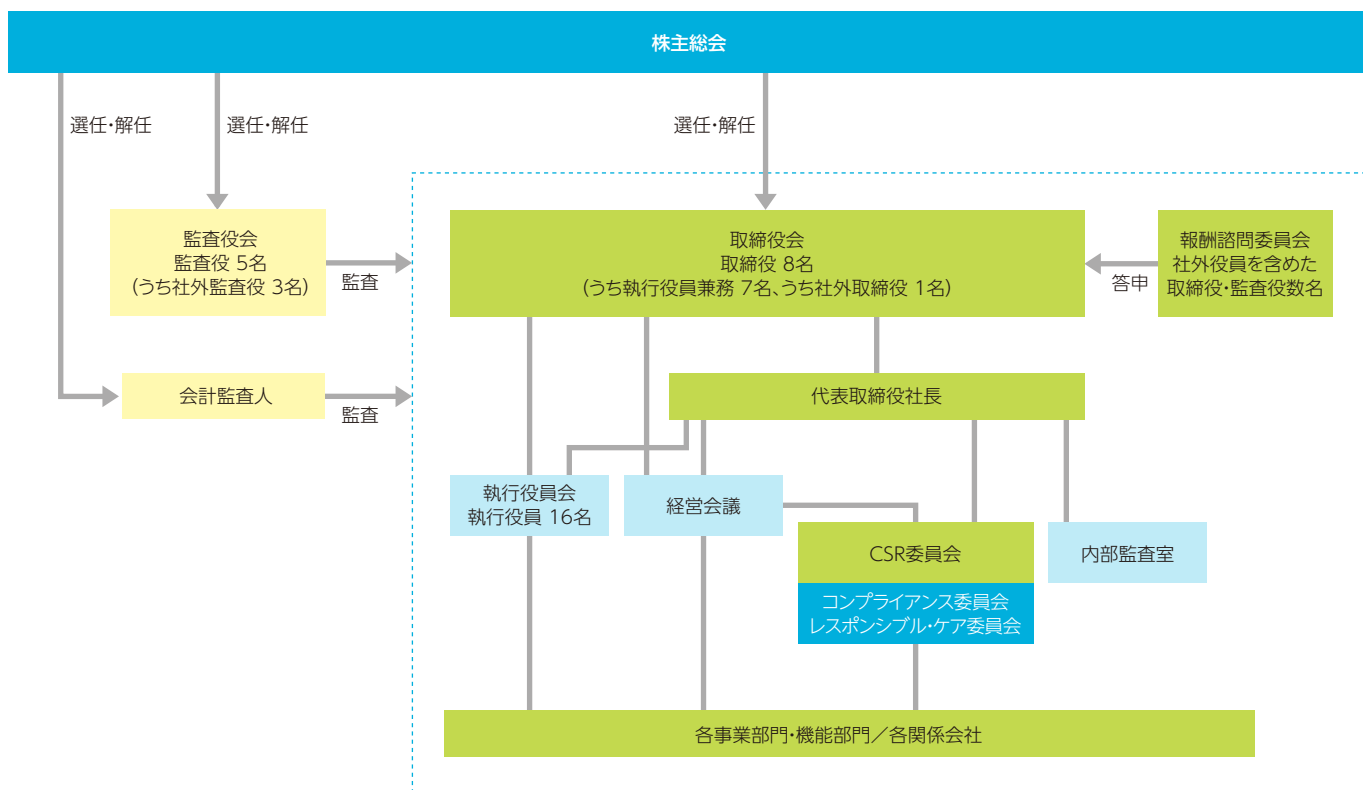 株主総会
選任・解任
選任・解任
選任・解任
監査役会
監査役 5名
(うち社外監査役 3名)
監査
取締役会
取締役 8名
(うち執行役員兼務 7名、うち社外取締役 1名)
答申
報酬諮問委員会
社外役員を含めた
取締役・監査役数名
会計監査人
監査
代表取締役社長
執行役員会
執行役員 16名
経営会議
CSR委員会
コンプライアンス委員会
レスポンシブル・ケア委員会
内部監査室
各事業部門・機能部門／各関係会社